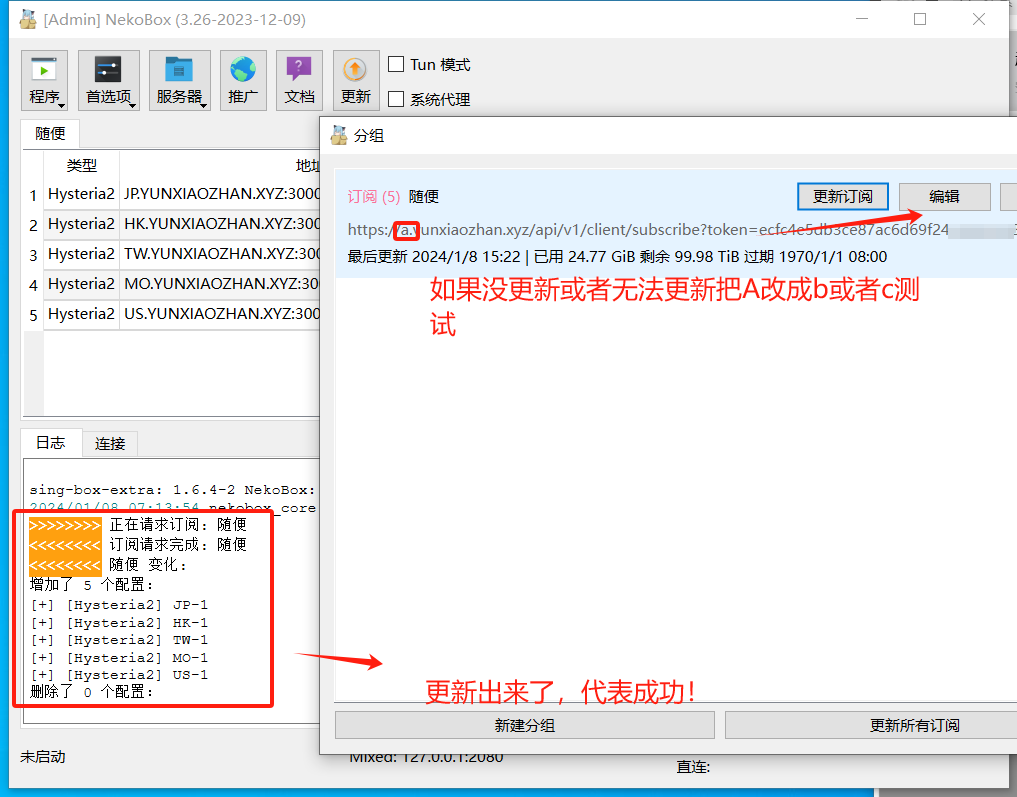 [Admin] NekoBox (3.26-2023-12-09)
程序 首选项 服务器 推广 文档 更新
Tun 模式
系统代理
随便
类型 地址
1 Hysteria2 JP.YUNXIAOZHAN.XYZ:3000
2 Hysteria2 HK.YUNXIAOZHAN.XYZ:300
3 Hysteria2 TW.YUNXIAOZHAN.XYZ:300
4 Hysteria2 MO.YUNXIAOZHAN.XYZ:300
5 Hysteria2 US.YUNXIAOZHAN.XYZ:300
日志 连接
sing-box-extra: 1.6.4-2 NekoBox:
2024/01/08 07:13:54 nekobox_core
>>>>>>>> 正在请求订阅: 随便
<<<<<<<< 订阅请求完成: 随便
<<<<<<<< 随便 变化:
增加了 5 个配置:
[+] [Hysteria2] JP-1
[+] [Hysteria2] HK-1
[+] [Hysteria2] TW-1
[+] [Hysteria2] MO-1
[+] [Hysteria2] US-1
删除了 0 个配置:
未启动
Mixed: 127.0.0.1:2080
直连:
分组
订阅 (5) 随便
更新订阅 编辑
https://a.yunxiaozhan.xyz/api/v1/client/subscribe?token=ecfc4e5db3ce87ac6d69f24
最后更新 2024/1/8 15:22 | 已用 24.77 GiB 剩余 99.98 TiB 过期 1970/1/1 08:00
如果没更新或者无法更新把A改成b或者c测
试
更新出来了，代表成功！
新建分组 更新所有订阅